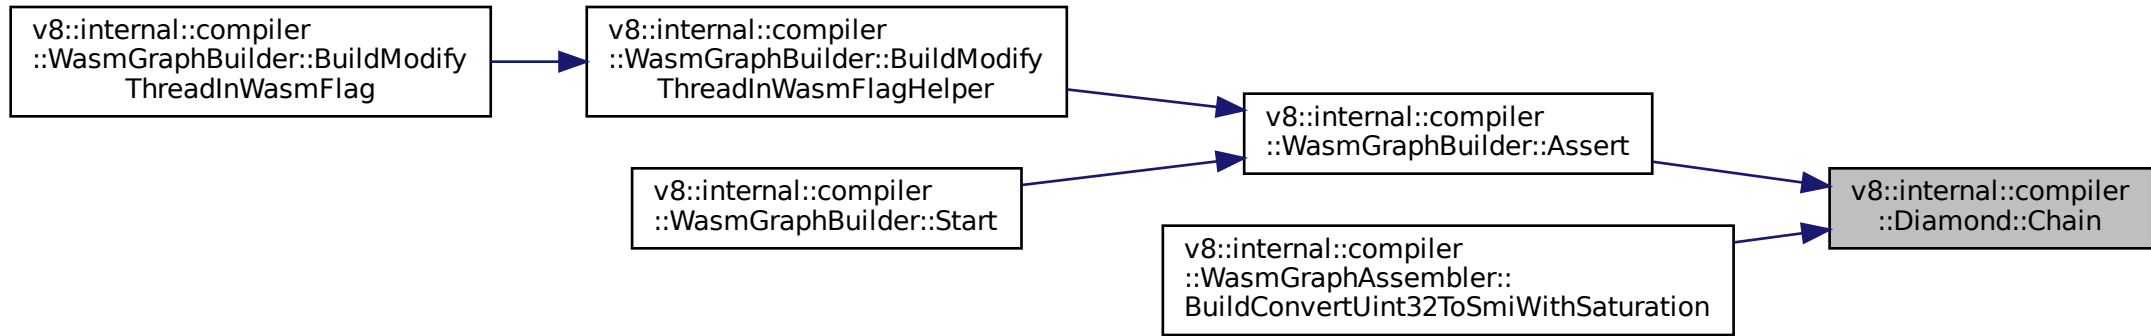 v8::internal::compiler
::WasmGraphBuilder::BuildModify
ThreadInWasmFlag
v8::internal::compiler
::WasmGraphBuilder::BuildModify
ThreadInWasmFlagHelper
v8::internal::compiler
::WasmGraphBuilder::Assert
v8::internal::compiler
::WasmGraphBuilder::Start
v8::internal::compiler
::Diamond::Chain
v8::internal::compiler
::WasmGraphAssembler::
BuildConvertUint32ToSmiWithSaturation